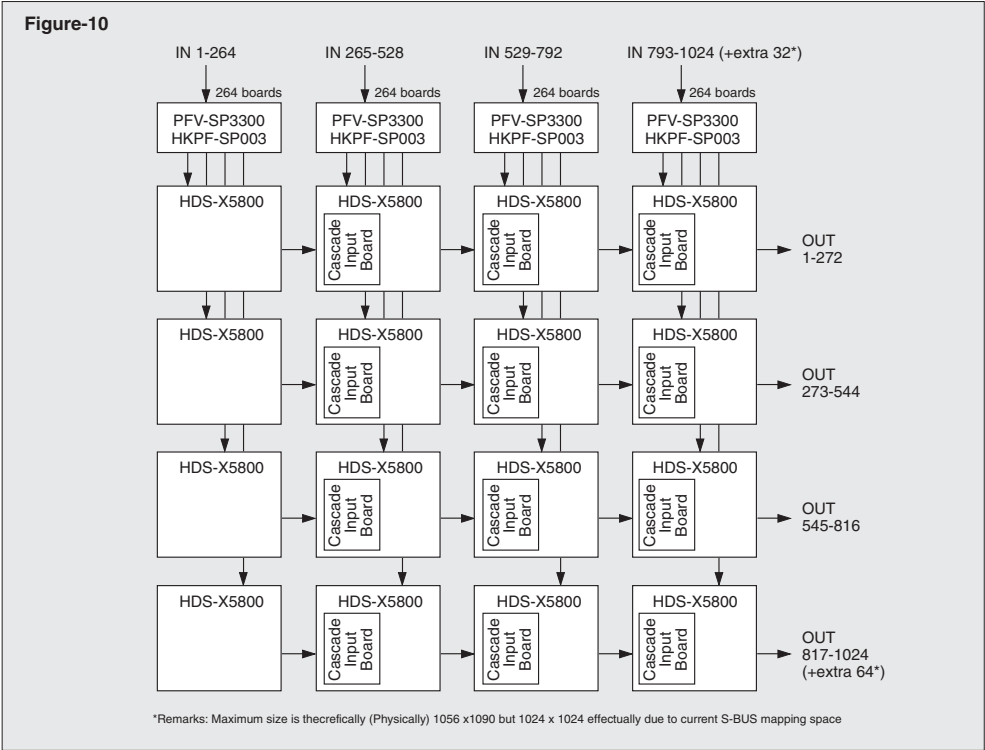 Figure-10
IN 1-264
IN 265-528
IN 529-792
IN 793-1024 (+extra 32*)
264 boards
264 boards
264 boards
264 boards
PFV-SP3300
HKPF-SP003
PFV-SP3300
HKPF-SP003
PFV-SP3300
HKPF-SP003
PFV-SP3300
HKPF-SP003
HDS-X5800
HDS-X5800
Cascade
Input
Board
HDS-X5800
Cascade
Input
Board
HDS-X5800
Cascade
Input
Board
OUT
1-272
HDS-X5800
HDS-X5800
Cascade
Input
Board
HDS-X5800
Cascade
Input
Board
HDS-X5800
Cascade
Input
Board
OUT
273-544
HDS-X5800
HDS-X5800
Cascade
Input
Board
HDS-X5800
Cascade
Input
Board
HDS-X5800
Cascade
Input
Board
OUT
545-816
HDS-X5800
HDS-X5800
Cascade
Input
Board
HDS-X5800
Cascade
Input
Board
HDS-X5800
Cascade
Input
Board
OUT
817-1024
(+extra 64*)
*Remarks: Maximum size is thecrefically (Physically) 1056 x1090 but 1024 x 1024 effectually due to current S-BUS mapping space